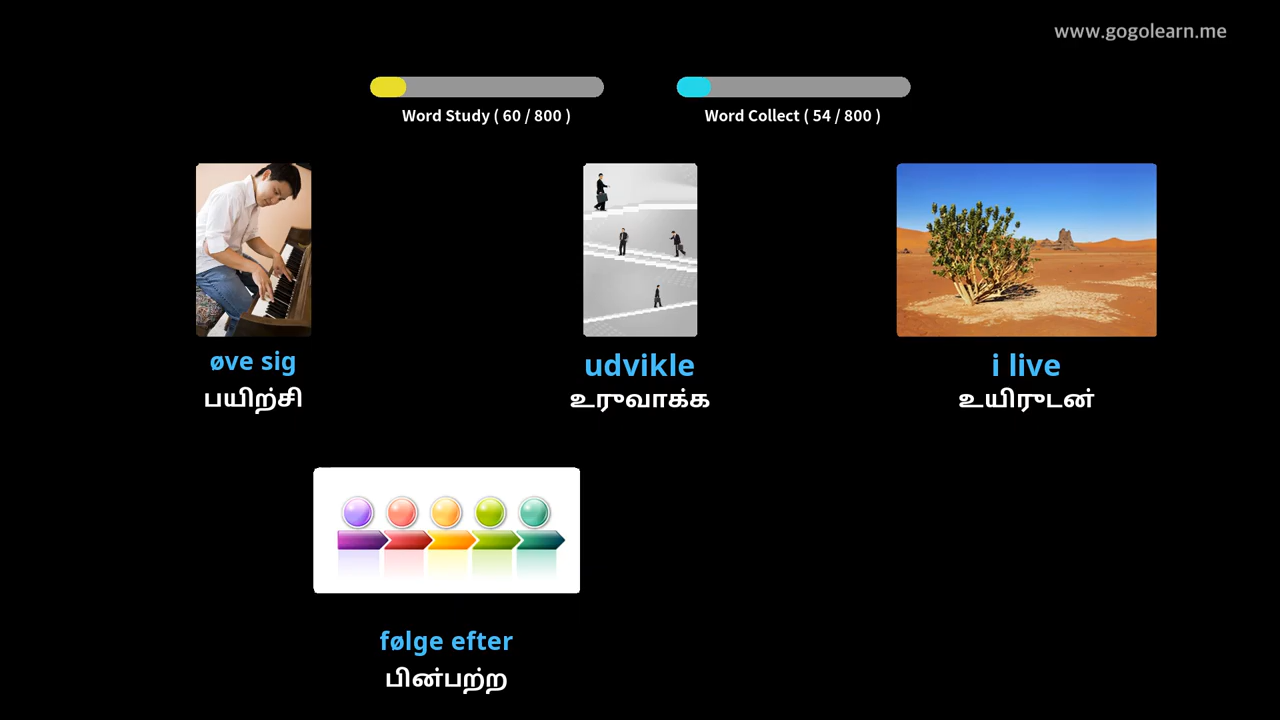 www.gogolearn.me
Word Study ( 60 / 800 )
Word Collect ( 54 / 800 )
øve sig
பயிற்சி
udvikle
உருவாக்க
i live
உயிருடன்
følge efter
பின்பற்ற